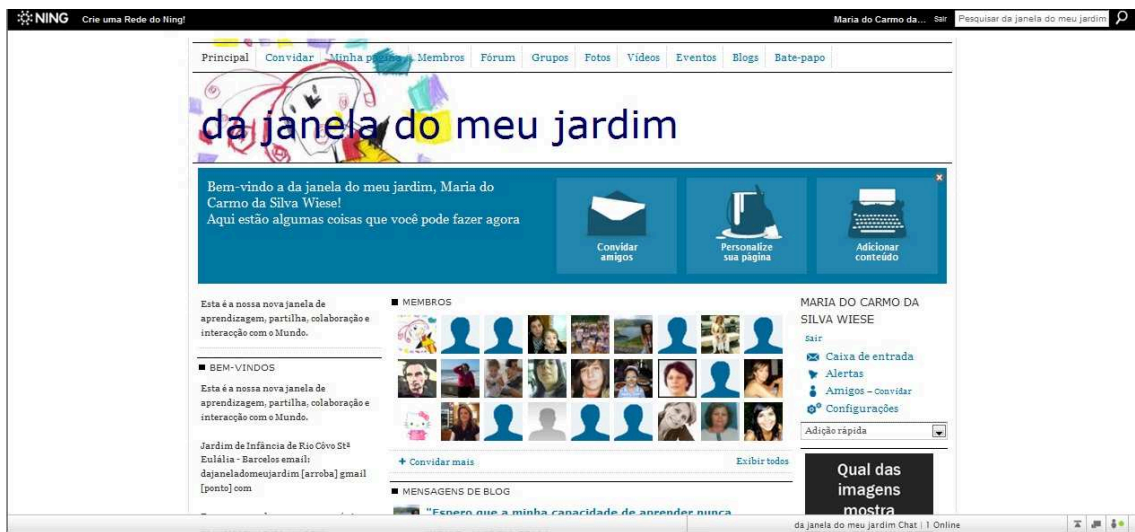 NING Crie uma Rede do Ning!
Maria do Carmo da... Sair Pesquisar da janela do meu jardim
Principal Convidar Minha página Membros Fórum Grupos Fotos Vídeos Eventos Blogs Bate-papo
da janela do meu jardim
Bem-vindo a da janela do meu jardim, Maria do
Carmo da Silva Wiese!
Aqui estão algumas coisas que você pode fazer agora
Convidar
amigos
Personalize
sua página
Adicionar
conteúdo
Esta é a nossa nova janela de
aprendizagem, partilha, colaboração e
interacção com o Mundo.
BEM-VINDOS
Esta é a nossa nova janela de
aprendizagem, partilha, colaboração e
interacção com o Mundo.
Jardim de Infância de Rio Côvo Stª
Eulália - Barcelos email:
dajaneladomeujardim [arroba] gmail
[ponto] com
MEMBROS
+ Convidar mais
Exibir todos
MENSAGENS DE BLOG
"Espero que a minha capacidade de aprender nunca
MARIA DO CARMO DA
SILVA WIESE
Sair
Caixa de entrada
Alertas
Amigos – Convidar
Configurações
Adição rápida
Qual das
imagens
mostra
da janela do meu jardim Chat | 1 Online